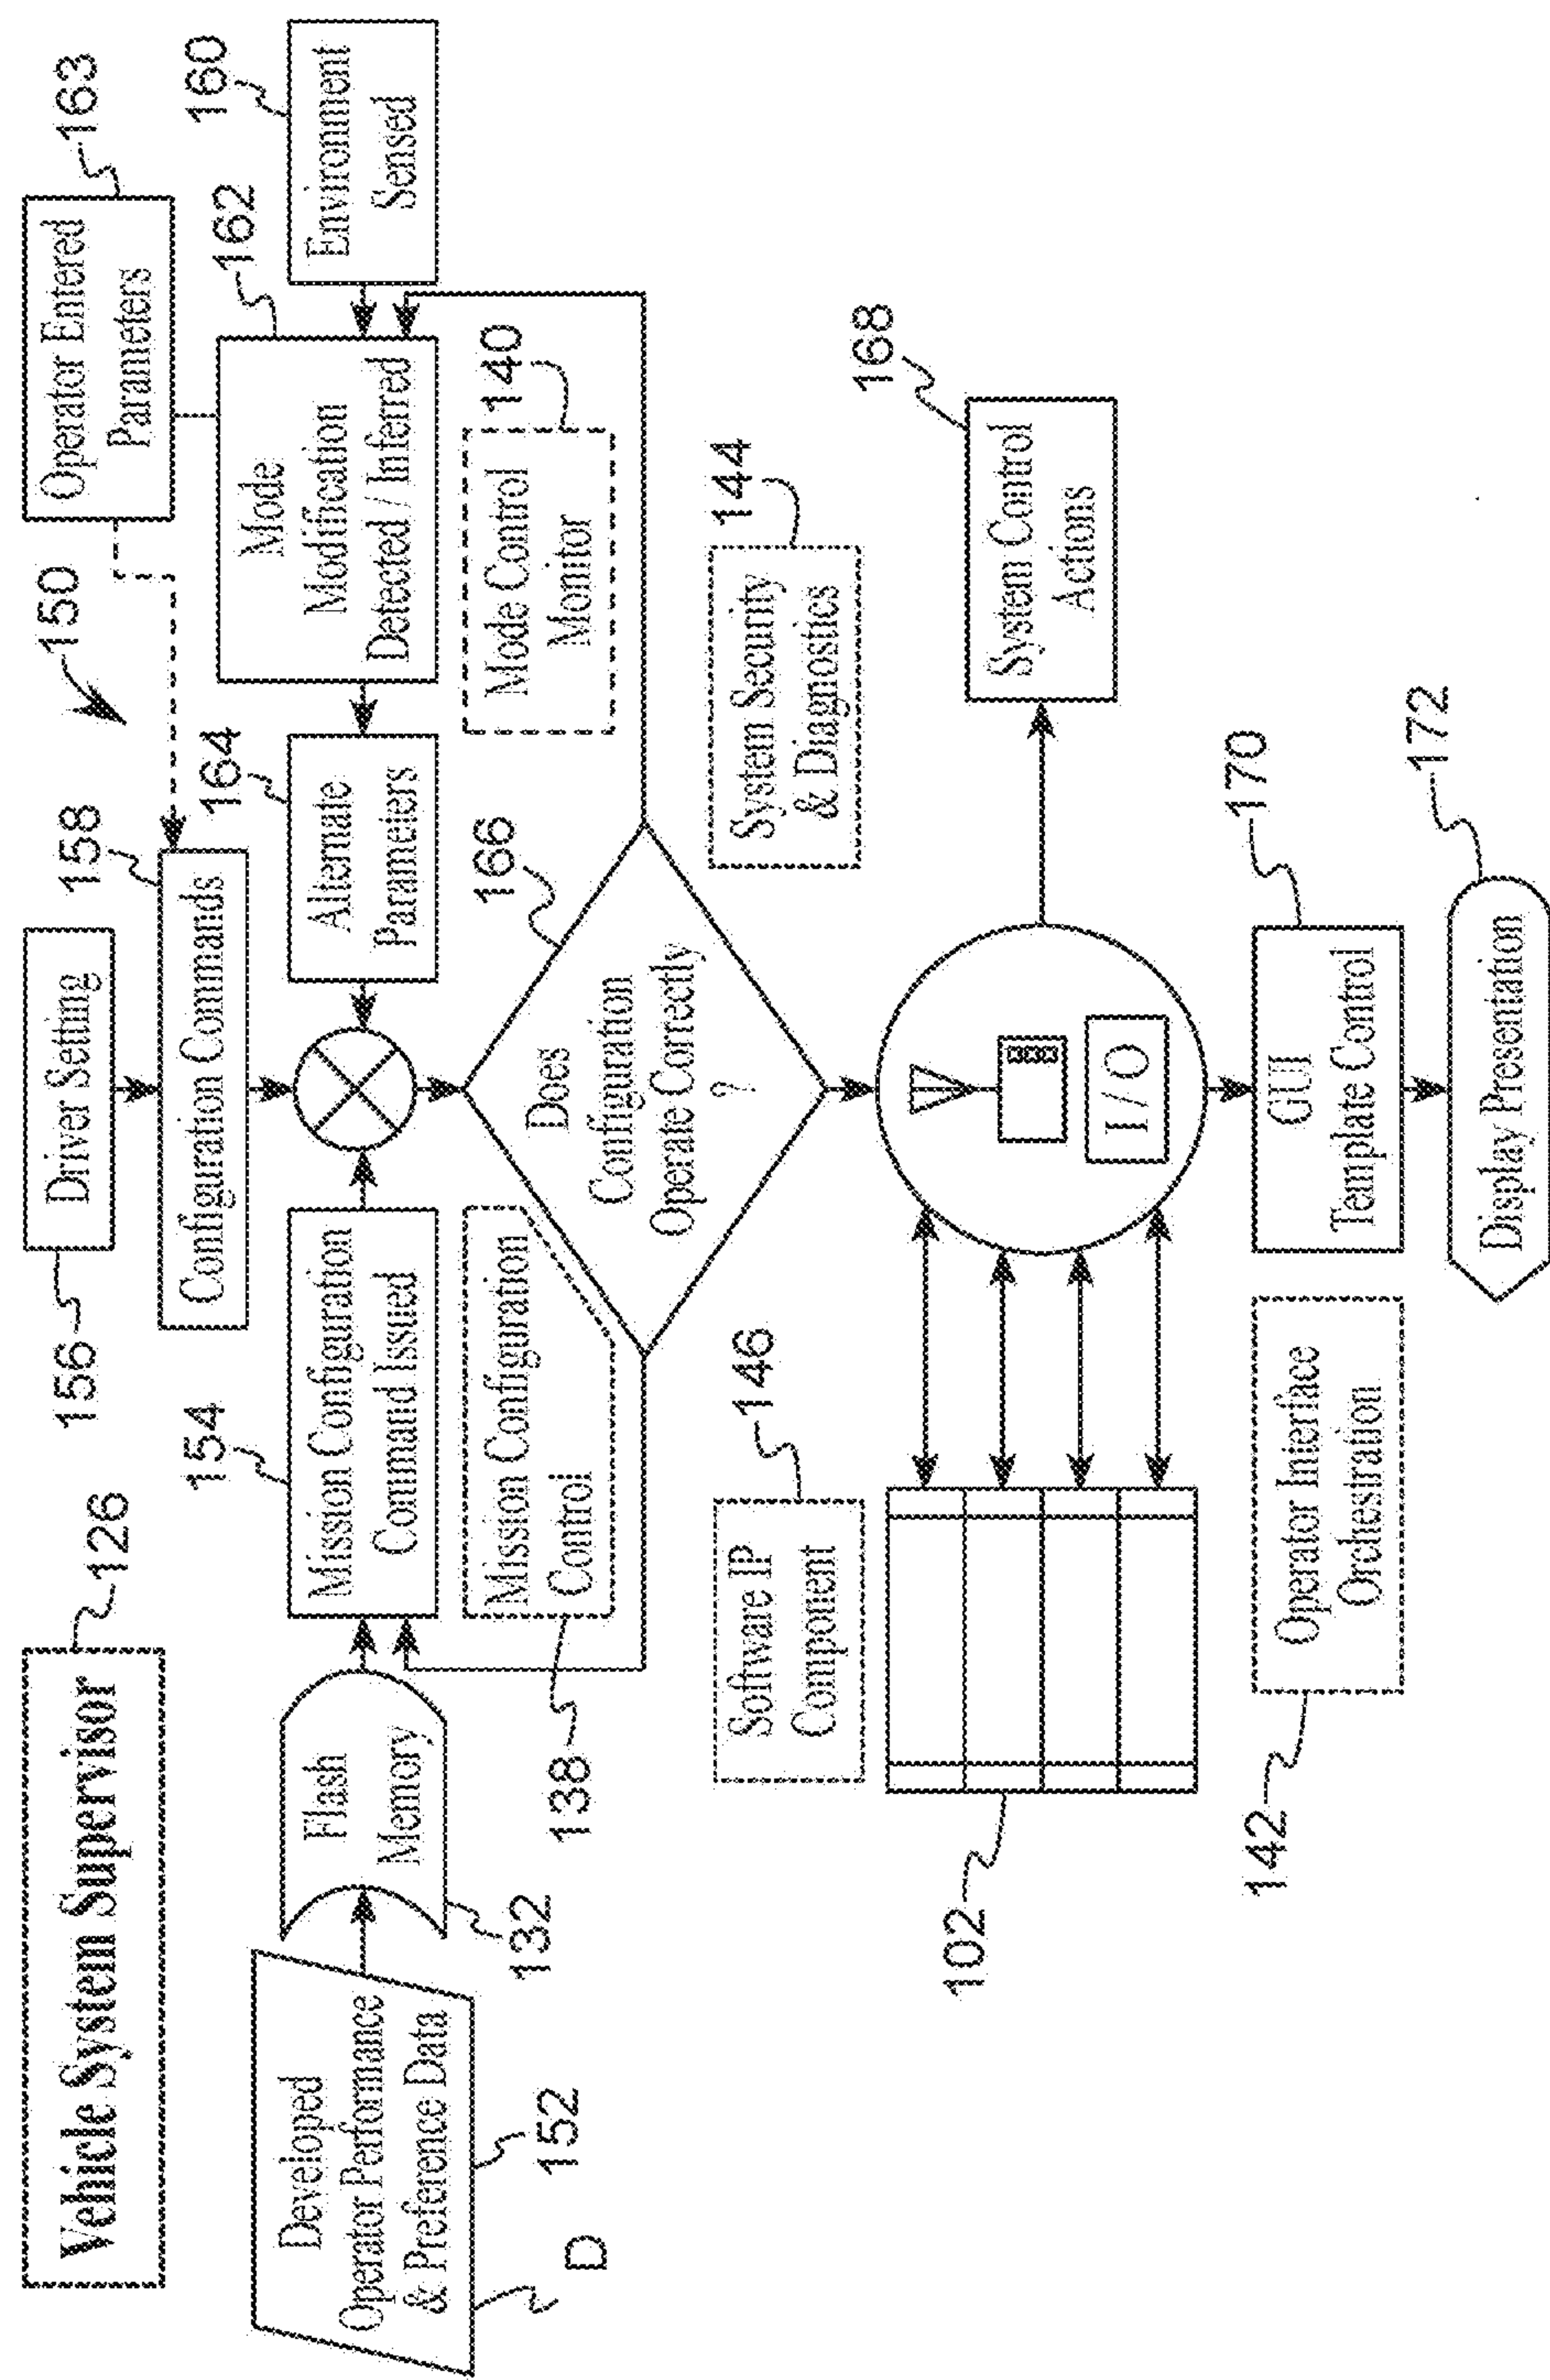 Vehicle System Supervisor
126
156
Driver Setting
158
Configuration Commands
150
Operator Entered
Parameters
163
Developed
Operator Performance
& Preference Data
D
152
Flash
Memory
132
154
Mission Configuration
Command Issued
164
Alternate
Parameters
162
Mode
Modification
Detected / Inferred
160
Environment
Sensed
Mission Configuration
Control
138
Mode Control
Monitor
140
166
Does
Configuration
Operate Correctly
?
Software IP
Component
146
System Security
& Diagnostics
144
102
I / O
System Control
Actions
168
142
Operator Interface
Orchestration
GUI
Template Control
170
Display Presentation
172